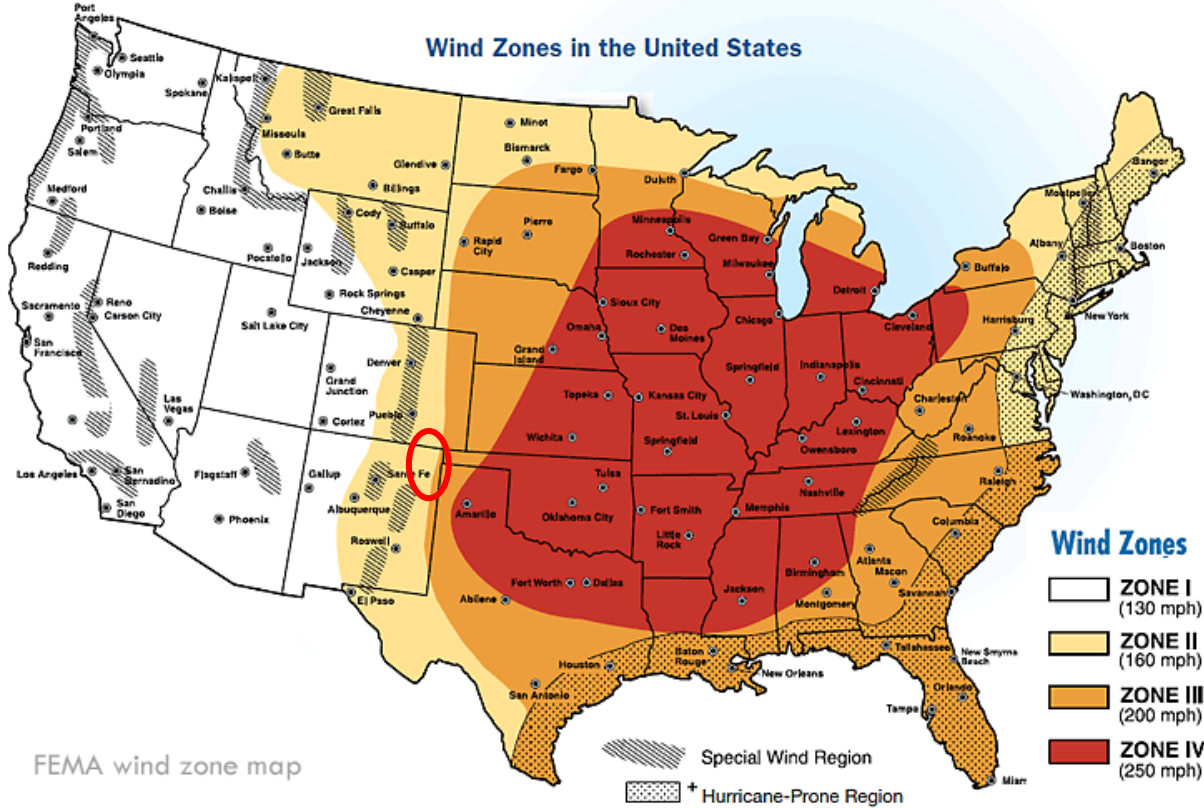 Wind Zones in the United States
Port
Angeles
Seattle
Olympia
Spokane
Kalispell
Great Falls
Minot
Portland
Missoula
Bismarck
Salem
Butte
Glendive
Fargo
Duluth
Bangor
Medford
Challis
Billings
Montpelier
Boise
Cody
Buffalo
Pierre
Minneapolis
Rapid
City
Green Bay
Albany
Boston
Redding
Pocatello
Jackson
Rochester
Milwaukee
Buffalo
Casper
Sacramento
Reno
Carson City
Rock Springs
Sioux City
Detroit
Salt Lake City
Cheyenne
Omaha
Des
Moines
Chicago
Cleveland
Harrisburg
New York
San
Francisco
Grand
Island
Denver
Grand
Junction
Springfield
Indianapolis
Cincinnati
Washington, DC
Las
Vegas
Topeka
Kansas City
Charleston
Cortez
Pueblo
St. Louis
Lexington
Roanoke
Wichita
Springfield
Owensboro
Los Angeles
San
Bernadino
Flagstaff
Gallup
Santa Fe
Tulsa
Raleigh
Nashville
San
Diego
Phoenix
Albuquerque
Amarillo
Oklahoma City
Fort Smith
Memphis
Columbia
Roswell
Little
Rock
Atlanta
Macon
Birmingham
El Paso
Fort Worth
Dallas
Abilene
Jackson
Montgomery
Savannah
Houston
Baton
Rouge
Tallahassee
New Smyrna
Beach
New Orleans
San Antonio
Orlando
Tampa
Miam
Wind Zones
ZONE I
(130 mph)
ZONE II
(160 mph)
ZONE III
(200 mph)
ZONE IV
(250 mph)
Special Wind Region
+ Hurricane-Prone Region
FEMA wind zone map